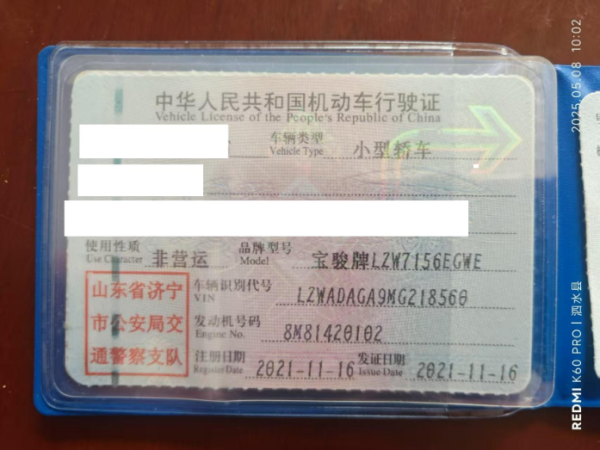 中华人民共和国机动车行驶证
Vehicle License of the People's Republic of China
车辆类型
Vehicle Type
小型轿车
使用性质
Use Character
非营运
品牌型号
Model
宝骏牌LZW7156EGWE
山东省济宁
市公安局交
通警察支队
车辆识别代号
VIN
LZWADAGA9MG218560
发动机号码
Engine No.
8M81420102
注册日期
Register Date
2021-11-16
发证日期
Issue Date
2021-11-16
REDMI K60 PRO | 泗水县
2025.05.08 10:02